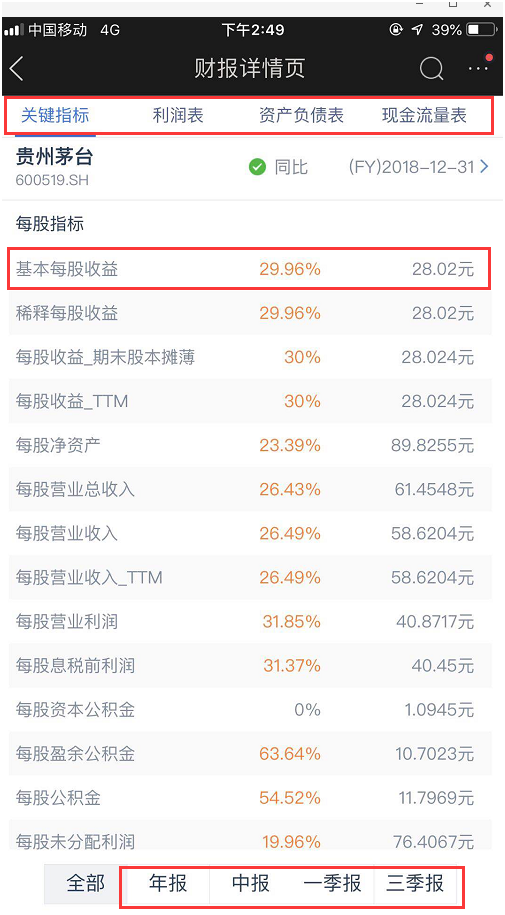 中国移动 4G 下午2:49 39%
财报详情页
关键指标 利润表 资产负债表 现金流量表
贵州茅台
600519.SH 同比 (FY)2018-12-31
每股指标
基本每股收益 29.96% 28.02元
稀释每股收益 29.96% 28.02元
每股收益_期末股本摊薄 30% 28.024元
每股收益_TTM 30% 28.024元
每股净资产 23.39% 89.8255元
每股营业总收入 26.43% 61.4548元
每股营业收入 26.49% 58.6204元
每股营业收入_TTM 26.49% 58.6204元
每股营业利润 31.85% 40.8717元
每股息税前利润 31.37% 40.45元
每股资本公积金 0% 1.0945元
每股盈余公积金 63.64% 10.7023元
每股公积金 54.52% 11.7969元
每股未分配利润 19.96% 76.4067元
全部 年报 中报 一季报 三季报